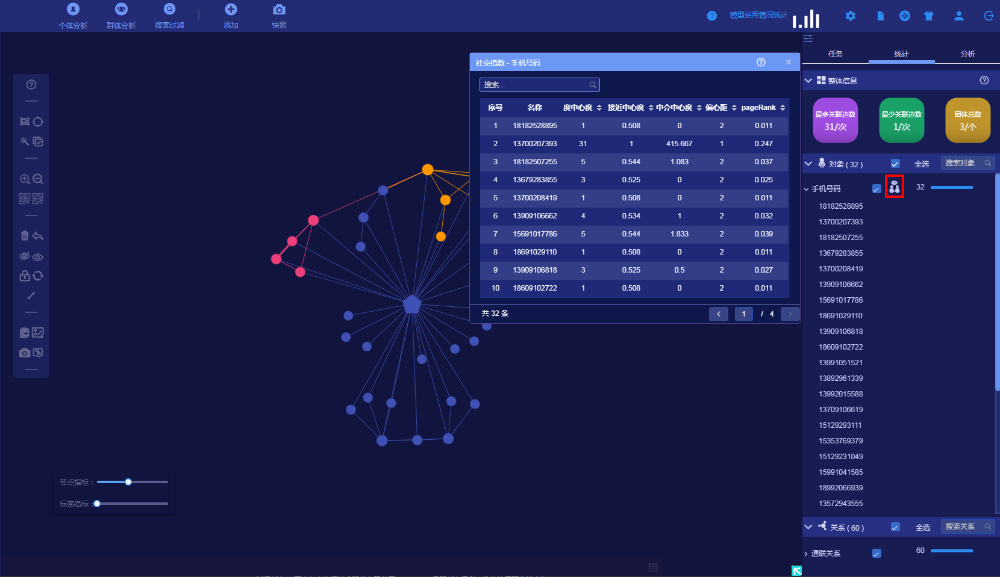 个体分析
群体分析
搜索过滤
添加
快照
模型使用情况统计
任务
统计
分析
社交指数 - 手机号码
搜索...
序号 名称 度中心度 接近中心度 中介中心度 偏心距 pageRank
1 18182528895 1 0.508 0 2 0.011
2 13700207393 31 1 415.667 1 0.247
3 18182507255 5 0.544 1.083 2 0.037
4 13679283855 3 0.525 0 2 0.025
5 13700208419 1 0.508 0 2 0.011
6 13909106662 4 0.534 1 2 0.032
7 15691017786 5 0.544 1.833 2 0.039
8 18691029110 1 0.508 0 2 0.011
9 13909106818 3 0.525 0.5 2 0.027
10 18609102722 1 0.508 0 2 0.011
共 32 条
1 / 4
整体信息
最多关联边数
31/次
最少关联边数
1/次
团体总数
3/个
对象 ( 32 ) 全选 搜索对象
手机号码 32
18182528895
13700207393
18182507255
13679283855
13700208419
13909106662
15691017786
18691029110
13909106818
18609102722
13991051521
13892961339
13992015588
13709106619
15129293111
15353769379
15129231049
15991041585
18992066939
13572943555
关系 ( 60 ) 全选 搜索关系
通联关系 60
节点指标 :
标签指标 :